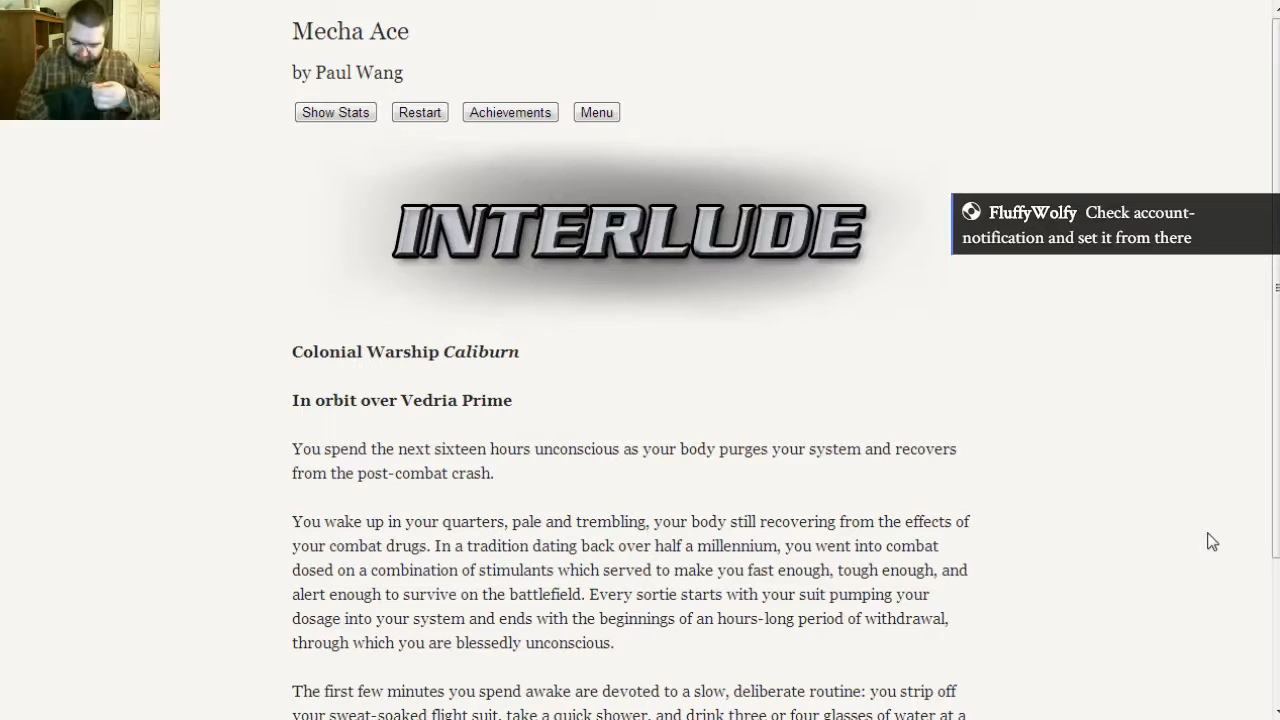 Mecha Ace
by Paul Wang
Show Stats
Restart
Achievements
Menu
INTERLUDE
FluffyWolfy Check account-
notification and set it from there
Colonial Warship Caliburn
In orbit over Vedria Prime
You spend the next sixteen hours unconscious as your body purges your system and recovers
from the post-combat crash.
You wake up in your quarters, pale and trembling, your body still recovering from the effects of
your combat drugs. In a tradition dating back over half a millennium, you went into combat
dosed on a combination of stimulants which served to make you fast enough, tough enough, and
alert enough to survive on the battlefield. Every sortie starts with your suit pumping your
dosage into your system and ends with the beginnings of an hours-long period of withdrawal,
through which you are blessedly unconscious.
The first few minutes you spend awake are devoted to a slow, deliberate routine: you strip off
your sweat-soaked flight suit, take a quick shower, and drink three or four glasses of water at a